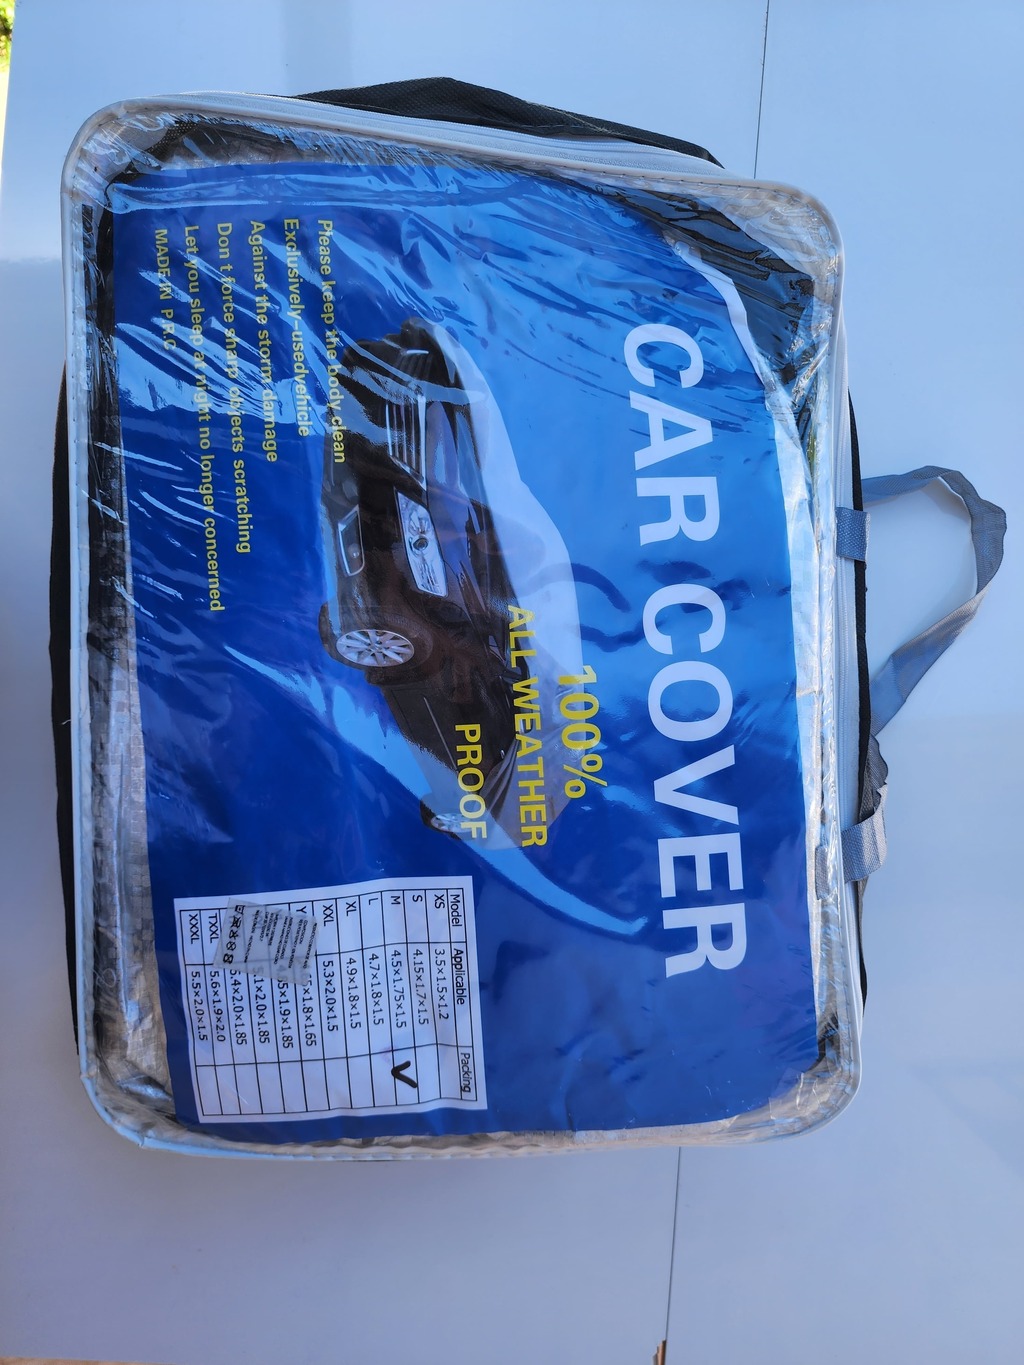 CAR COVER
100%
ALL WEATHER
PROOF
Please keep the body clean
Exclusively-usedvehicle
Against the storm damage
Don t force sharp objects scratching
Let you sleep at night no longer concerned
MADE IN P.R.C
Model Applicable Packing
XS 3.5×1.5×1.2
S 4.15×1.7×1.5
M 4.5×1.75×1.5 V
L 4.7×1.8×1.5
XL 4.9×1.8×1.5
XXL 5.3×2.0×1.5
TXXL 5.6×1.9×2.0
XXXL 5.5×2.0×1.5